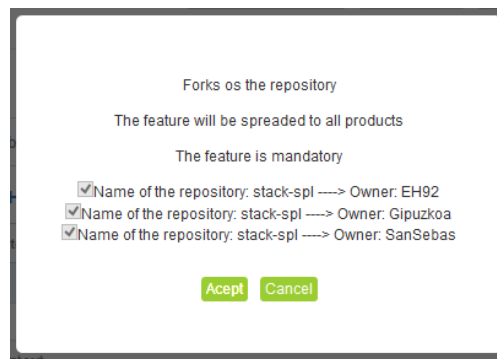 Forks os the repository
The feature will be spreaded to all products
The feature is mandatory
Name of the repository: stack-spl ----> Owner: EH92
Name of the repository: stack-spl ----> Owner: Gipuzkoa
Name of the repository: stack-spl ----> Owner: SanSebas
Acept Cancel